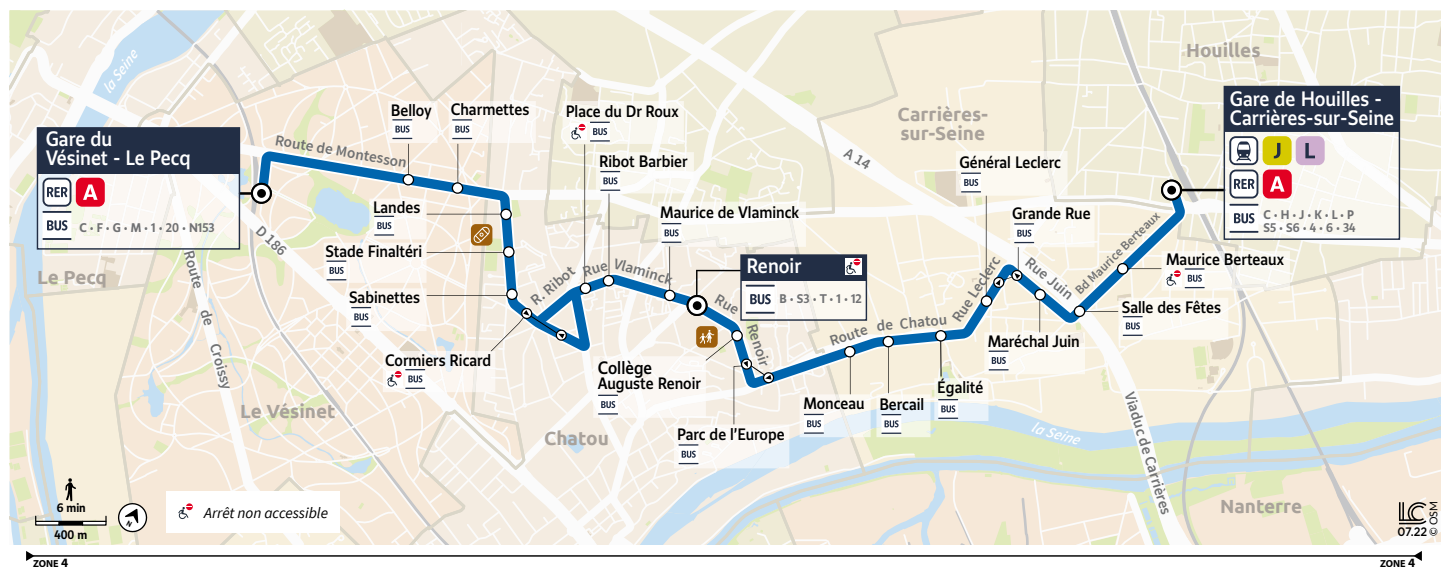 la Seine
Houilles
Gare du
Vésinet - Le Pecq
RER A
BUS C • F • G • M • 1 • 20 • N153
Route de Montesson
Belloy
BUS
Charmettes
BUS
Place du Dr Roux
BUS
Ribot Barbier
BUS
Carrières-
sur-Seine
A 14
Général Leclerc
BUS
Gare de Houilles -
Carrières-sur-Seine
J L
RER A
BUS C • H • J • K • L • P
S5 • S6 • 4 • 6 • 34
Landes
BUS
Stade Finaltéri
BUS
Sabinettes
BUS
D 186
Le Pecq
Route de Croissy
Maurice de Vlaminck
BUS
R. Ribot
Rue Vlaminck
Renoir
BUS B • S3 • T • 1 • 12
Rue Renoir
Grande Rue
BUS
Rue Leclerc
Rue Juin
Bd Maurice Berteaux
Maurice Berteaux
BUS
Salle des Fêtes
BUS
Maréchal Juin
BUS
Route de Chatou
Cormiers Ricard
BUS
Collège
Auguste Renoir
BUS
Égalité
BUS
Monceau
BUS
Bercail
BUS
Parc de l'Europe
BUS
Le Vésinet
Chatou
la Seine
Viaduc de Carrières
Nanterre
6 min
400 m
N
Arrêt non accessible
LC
07.22
© OSM
ZONE 4
ZONE 4